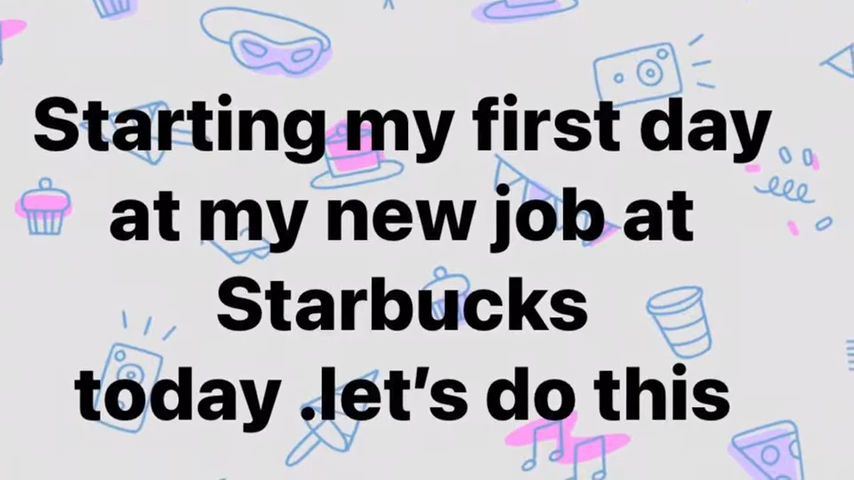 Starting my first day
at my new job at
Starbucks
today .let’s do this